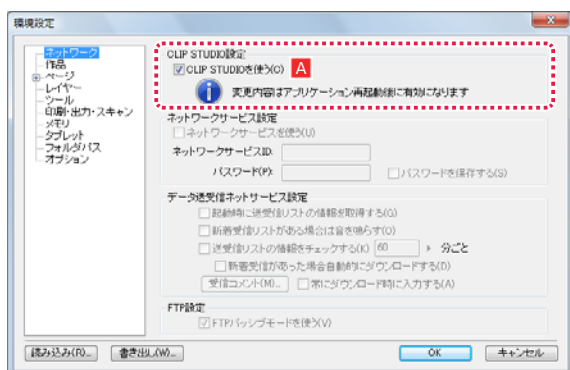 環境設定
ネットワーク
作品
ページ
レイヤー
ツール
印刷・出力・スキャン
メモリ
タブレット
フォルダパス
オプション
CLIP STUDIO設定
CLIP STUDIOを使う(C) A
変更内容はアプリケーション再起動後に有効になります
ネットワークサービス設定
ネットワークサービスを使う(U)
ネットワークサービスID:
パスワード(P): パスワードを保存する(S)
データ送受信ネットサービス設定
起動時に送受信リストの情報を取得する(G)
新着受信リストがある場合は音を鳴らす(O)
送受信リストの情報をチェックする(K) 60 分ごと
新着受信があった場合自動的にダウンロードする(D)
受信コメント(M)... 常にダウンロード時に入力する(A)
FTP設定
FTPパッシブモードを使う(V)
読み込み(R)... 書き出し(W)... OK キャンセル